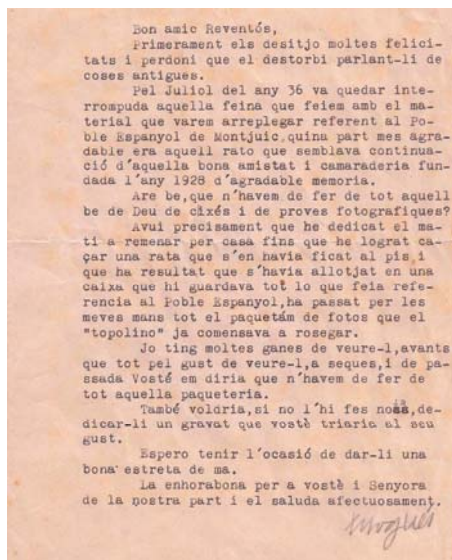 Bon amic Reventós,
Primerament els desitjo moltes felici-
tats i perdoni que el destorbi parlant-li de
coses antigues.
Pel Juliol del any 36 va quedar inte-
rrompuda aquella feina que feiem amb el ma-
terial que varem arreplegar referent al Po-
ble Espanyol de Montjuic,quina part mes agra-
dable era aquell rato que semblava continua-
ció d'aquella bona amistat i camaraderia fun-
dada l'any 1928 d'agradable memoria.
Are be,que n'havem de fer de tot aquell
be de Deu de clxés i de proves fotografiques?
Avui precisament que he dedicat el ma-
ti a remenar per casa fins que he lograt ca-
çar una rata que s'en havia ficat al pis,i
que ha resultat que s'havia allotjat en una
caixa que hi guardava tot lo que feia refe-
rencia al Poble Espanyol,ha passat per les
meves mans tot el paquetám de fotos que el
"topolino" ja comensava a rosegar.
Jo ting moltes ganes de veure-l,avants
que tot pel gust de veure-l,a seques,i de pa-
ssada Vosté em diria que n'havem de fer de
tot aquella paqueteria.
També voldria,si no l'hi fes nosa,de-
dicar-li un gravat que vostè triaria al seu
gust.
Espero tenir l'ocasió de dar-li una
bona estreta de ma.
La enhorabona per a vostè i Senyora
de la nostra part i el saluda afectuosament.